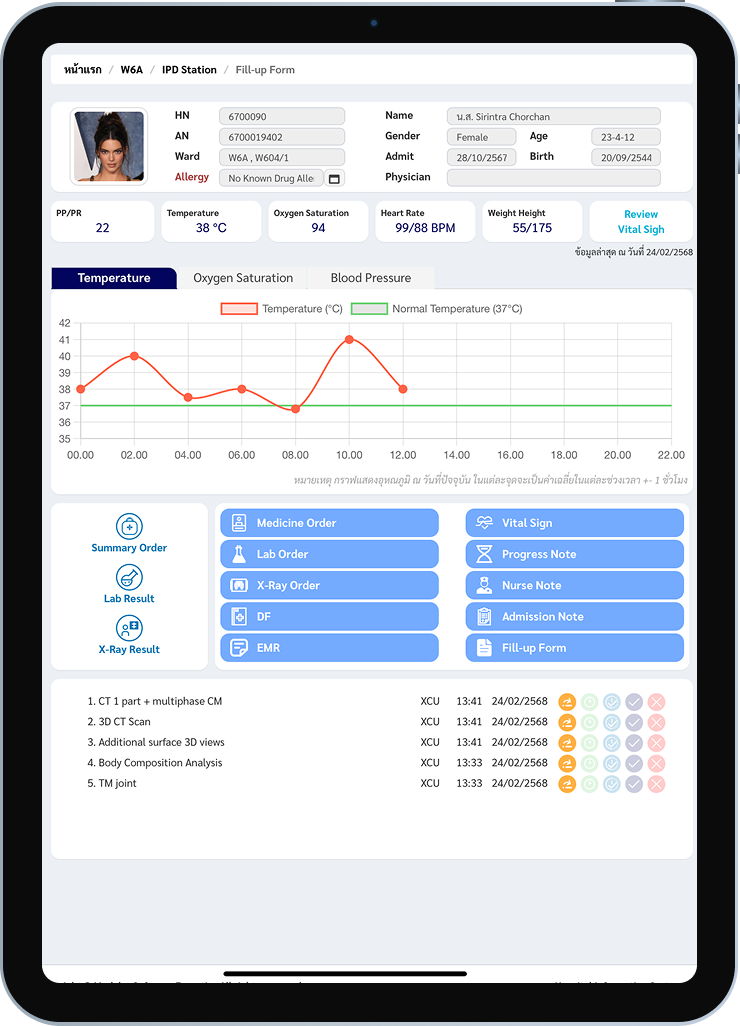 หน้าแรก / W6A / IPD Station / Fill-up Form
HN 6700090 Name น.ส. Sirintra Chorchan
AN 6700019402 Gender Female Age 23-4-12
Ward W6A , W604/1 Admit 28/10/2567 Birth 20/09/2544
Allergy No Known Drug Alle Physician
PP/PR Temperature Oxygen Saturation Heart Rate Weight Height Review
22 38 °C 94 99/88 BPM 55/175 Vital Sigh
ข้อมูลล่าสุด ณ วันที่ 24/02/2568
Temperature Oxygen Saturation Blood Pressure
Temperature (°C) Normal Temperature (37°C)
42
41
40
39
38
37
36
35
00.00 02.00 04.00 06.00 08.00 10.00 12.00 14.00 16.00 18.00 20.00 22.00
หมายเหตุ กราฟแสดงอุหณภูมิ ณ วันที่ปัจจุบัน ในแต่ละจุดจะเป็นค่าเฉลี่ยในแต่ละช่วงเวลา +- 1 ชั่วโมง
Summary Order
Lab Result
X-Ray Result
Medicine Order Vital Sign
Lab Order Progress Note
X-Ray Order Nurse Note
DF Admission Note
EMR Fill-up Form
1. CT 1 part + multiphase CM XCU 13:41 24/02/2568
2. 3D CT Scan XCU 13:41 24/02/2568
3. Additional surface 3D views XCU 13:41 24/02/2568
4. Body Composition Analysis XCU 13:33 24/02/2568
5. TM joint XCU 13:33 24/02/2568